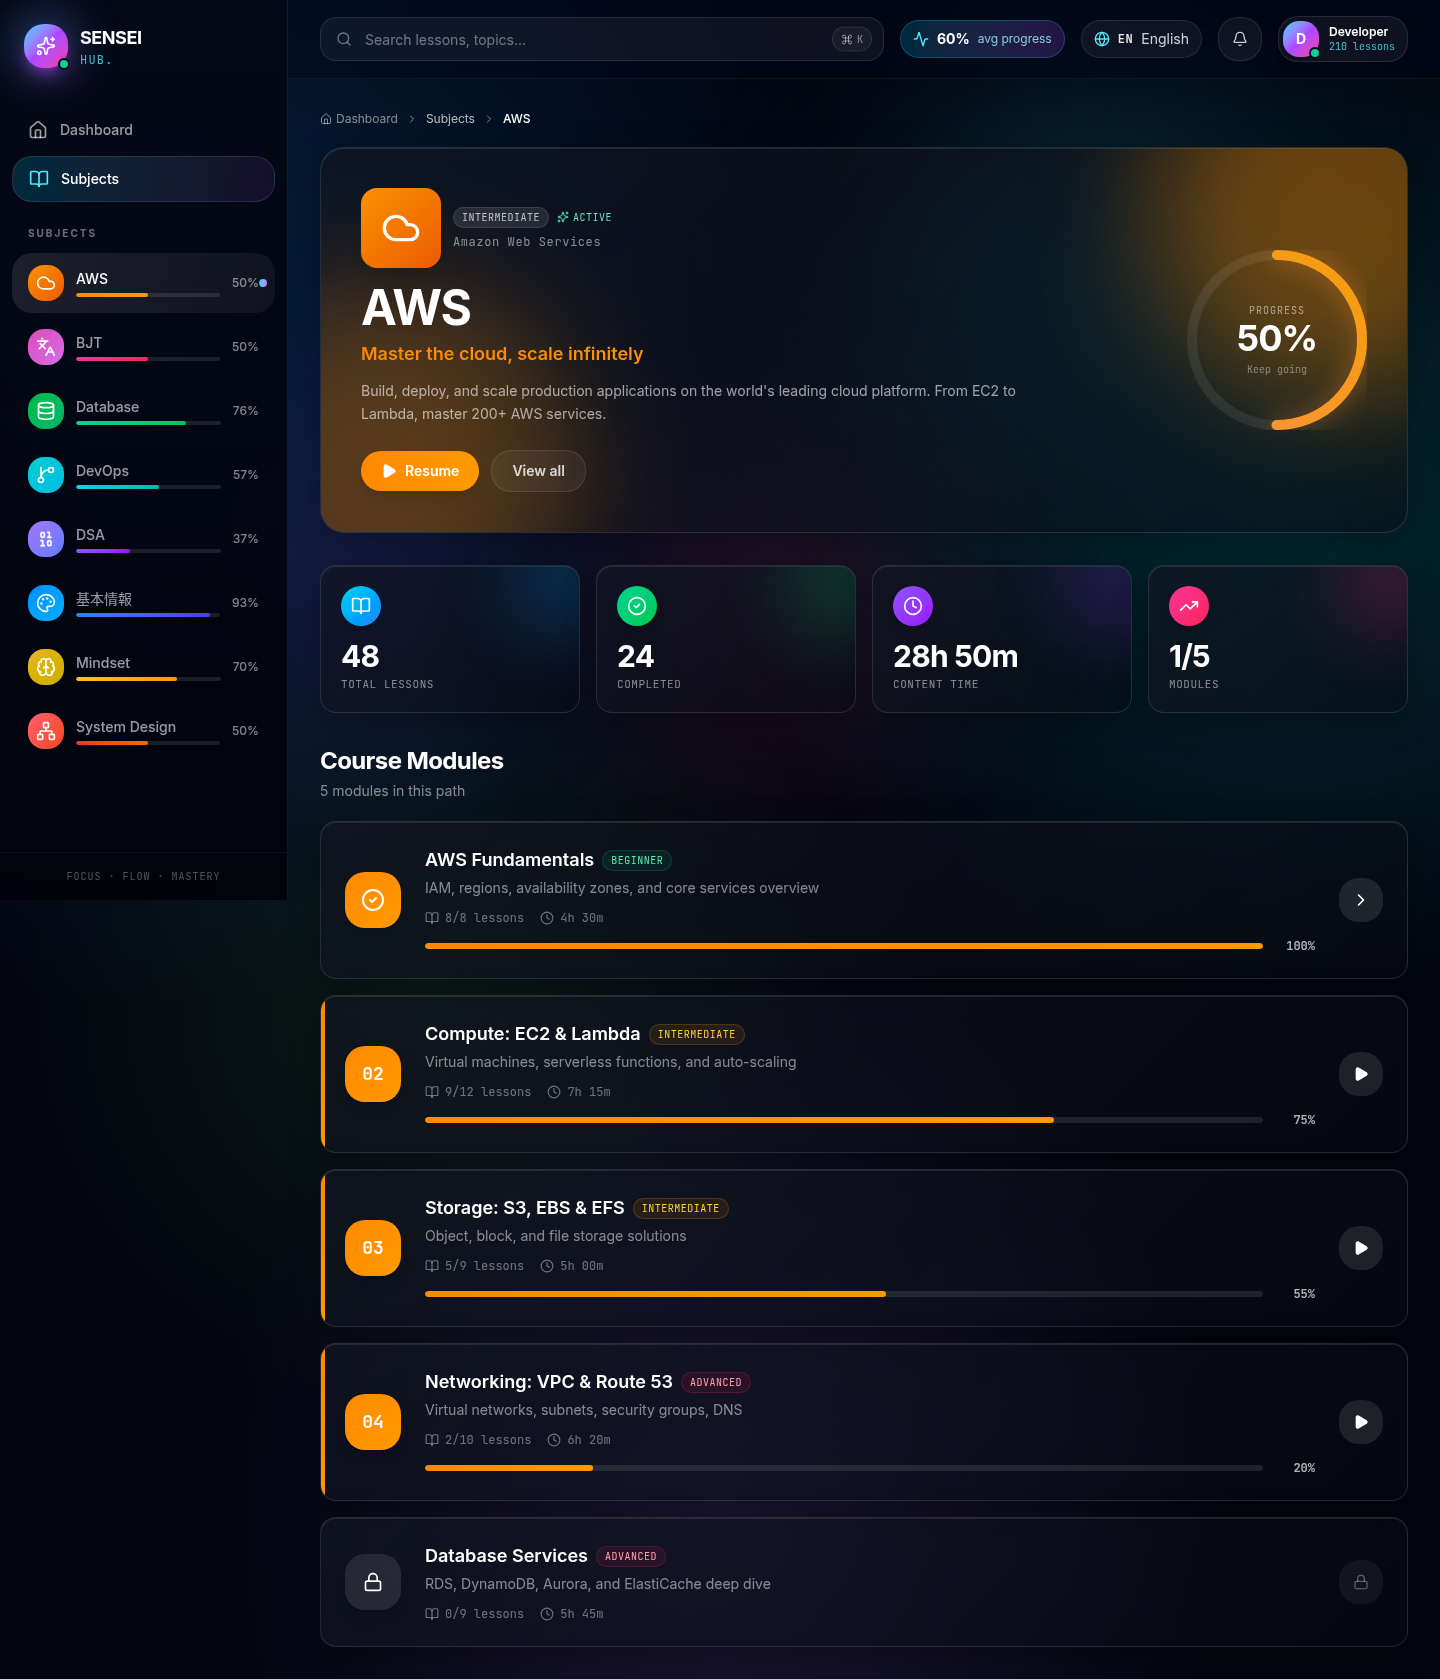 SENSEI
HUB.
Dashboard
Subjects
SUBJECTS
AWS
50%
BJT
50%
Database
76%
DevOps
57%
DSA
37%
基本情報
93%
Mindset
70%
System Design
50%
FOCUS · FLOW · MASTERY
Search lessons, topics...
⌘ K
60% avg progress
EN English
D
Developer
210 lessons
Dashboard > Subjects > AWS
INTERMEDIATE ACTIVE
Amazon Web Services
AWS
Master the cloud, scale infinitely
Build, deploy, and scale production applications on the world's leading cloud platform. From EC2 to
Lambda, master 200+ AWS services.
Resume View all
PROGRESS
50%
Keep going
48
TOTAL LESSONS
24
COMPLETED
28h 50m
CONTENT TIME
1/5
MODULES
Course Modules
5 modules in this path
AWS Fundamentals BEGINNER
IAM, regions, availability zones, and core services overview
8/8 lessons 4h 30m
100%
02
Compute: EC2 & Lambda INTERMEDIATE
Virtual machines, serverless functions, and auto-scaling
9/12 lessons 7h 15m
75%
03
Storage: S3, EBS & EFS INTERMEDIATE
Object, block, and file storage solutions
5/9 lessons 5h 00m
55%
04
Networking: VPC & Route 53 ADVANCED
Virtual networks, subnets, security groups, DNS
2/10 lessons 6h 20m
20%
Database Services ADVANCED
RDS, DynamoDB, Aurora, and ElastiCache deep dive
0/9 lessons 5h 45m